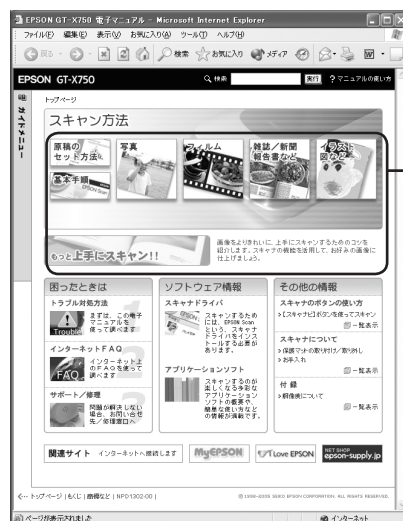 EPSON GT-X750 電子マニュアル - Microsoft Internet Explorer
ファイル(F) 編集(E) 表示(V) お気に入り(A) ツール(T) ヘルプ(H)
戻る 検索 お気に入り メディア
EPSON GT-X750 検索 実行 ? マニュアルの使い方
ガイドメニュー
トップページ
スキャン方法
原稿のセット方法
基本手順
写真
フィルム
雑誌/新聞
報告書など
イラスト
図など
もっと上手にスキャン!!
画像をよりきれいに、上手にスキャンするためのコツを
紹介します。スキャナの機能を活用して、お好みの画像に
仕上げましょう。
困ったときは
トラブル対処方法
Trouble
まずは、この電子
マニュアルを
使って調べます
インターネットFAQ
FAQ
インターネット上
のFAQを使って
調べます
サポート/修理
問題が解決しない
場合、お問い合せ
先/修理窓口へ
ソフトウェア情報
スキャナドライバ
スキャンするため
には、EPSON Scan
という、スキャナ
ドライバをインス
トールする必要が
あります。
アプリケーションソフト
スキャンするのが
楽しくなる多彩な
アプリケーション
ソフトの概要や、
簡単な使い方など
の情報が満載です。
その他の情報
スキャナのボタンの使い方
>[スキャナビ]ボタンを使ってスキャン
一覧表示
スキャナについて
>保護マットの取り付け/取り外し
>お手入れ
一覧表示
付録
>解像度について
一覧表示
関連サイト インターネットへ接続します
MyEPSON
I Love EPSON
NET SHOP
epson-supply.jp
トップページ |もくじ |商標など | NPD1302-00 |
ページが表示されました
インターネット